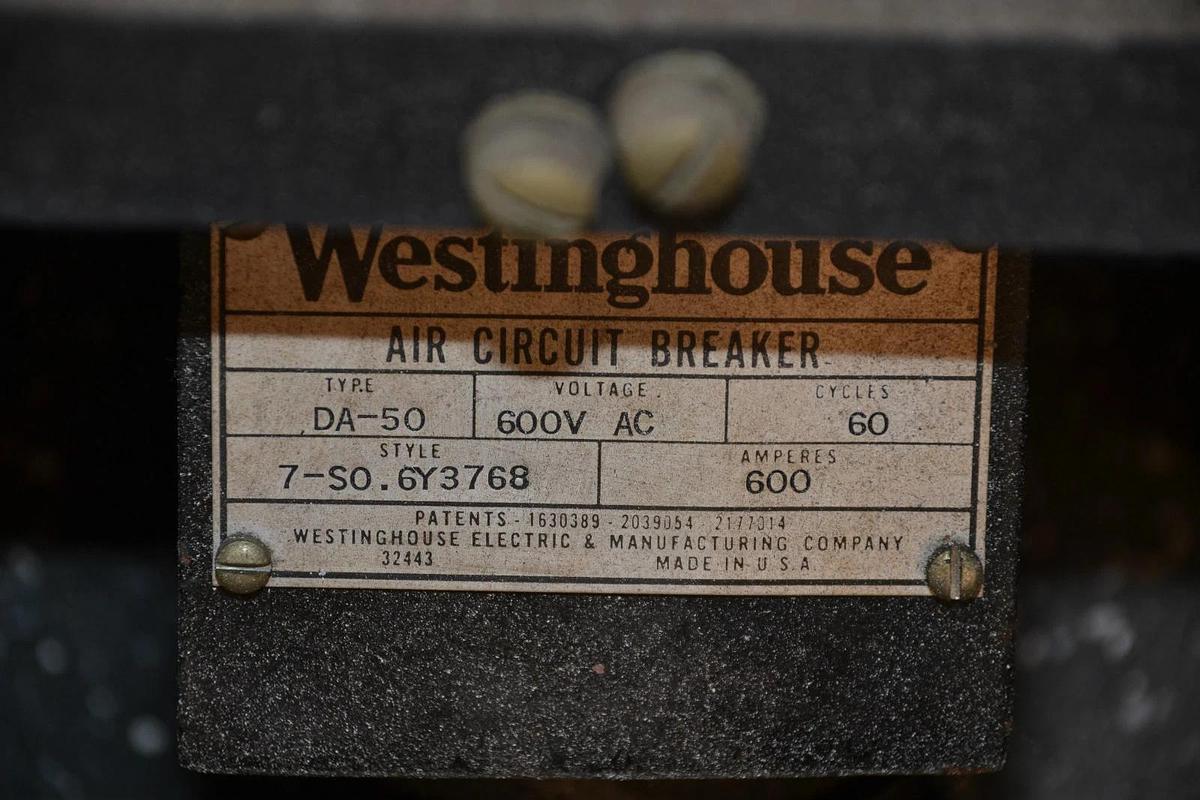 Westinghouse
AIR CIRCUIT BREAKER
TYPE VOLTAGE CYCLES
DA-50 600V AC 60
STYLE AMPERES
7-SO.6Y3768 600
PATENTS - 1630389 - 2039054 - 2177014
WESTINGHOUSE ELECTRIC & MANUFACTURING COMPANY
32443 MADE IN U.S.A.